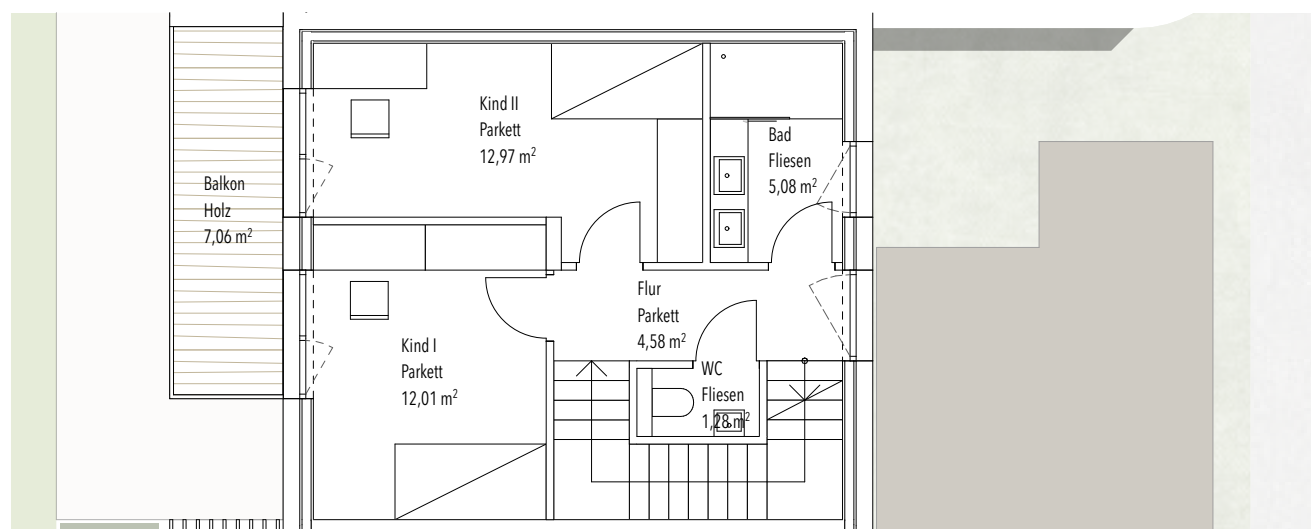 Kind II
Parkett
12,97 m²
Bad
Fliesen
5,08 m²
Balkon
Holz
7,06 m²
Flur
Parkett
4,58 m²
Kind I
Parkett
12,01 m²
WC
Fliesen
1,28 m²